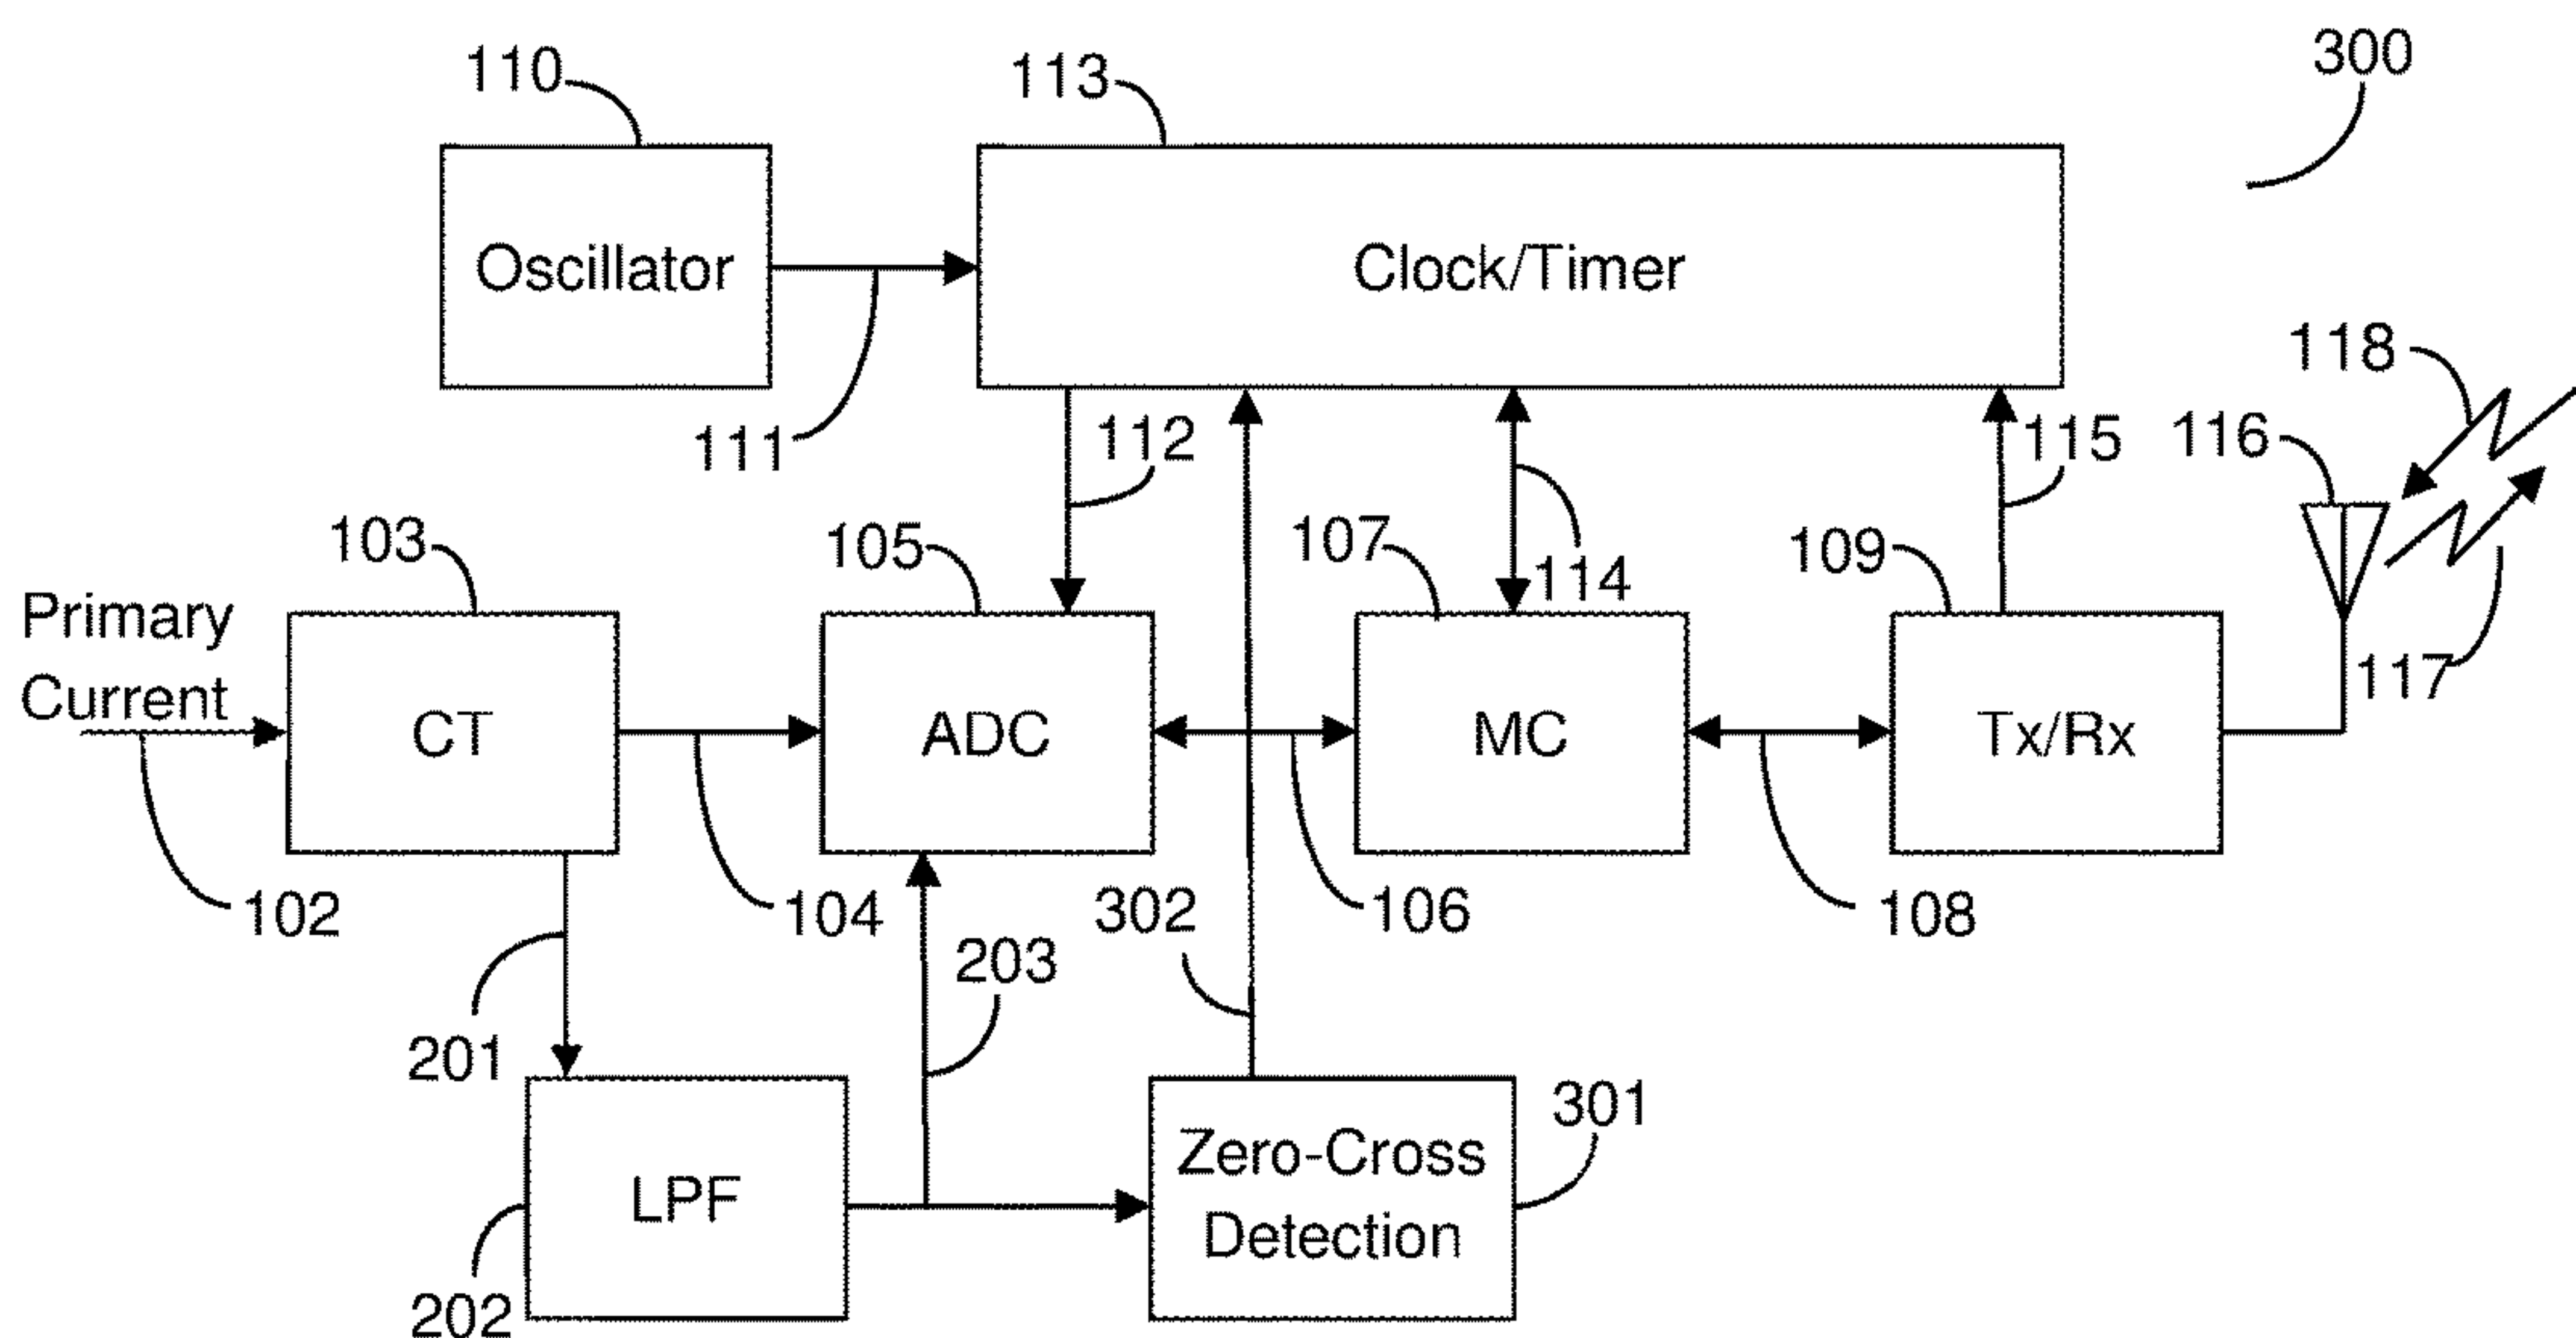 110
113
300
Oscillator
Clock/Timer
118
111
112
115
116
103
105
107
114
109
Primary
Current
CT
ADC
MC
Tx/Rx
117
102
104
302
106
108
203
201
LPF
Zero-Cross
Detection
301
202